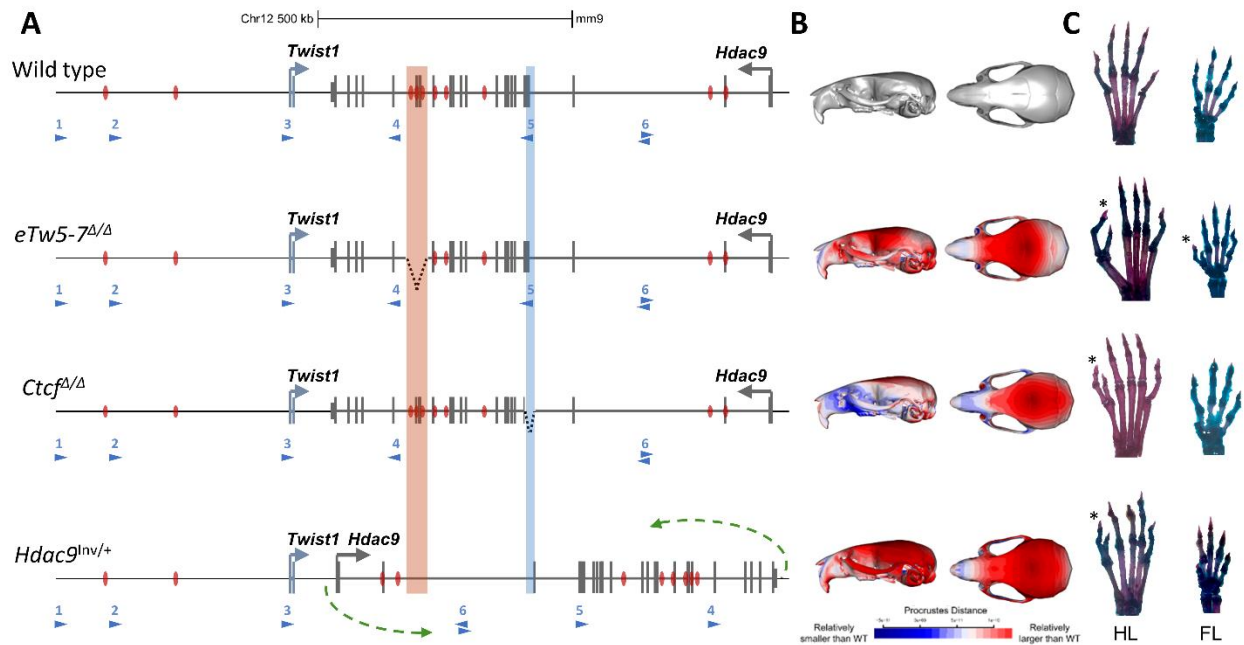 A
Chr12 500 kb
mm9
B
C
Wild type
Twist1
Hdac9
1 2 3 4 5 6
eTw5-7Δ/Δ
Twist1
Hdac9
1 2 3 4 5 6
*
*
CtcfΔ/Δ
Twist1
Hdac9
1 2 3 4 6
*
Hdac9Inv/+
Twist1 Hdac9
1 2 3 6 5 4
*
Procrustes Distance
Relatively smaller than WT
Relatively larger than WT
HL FL